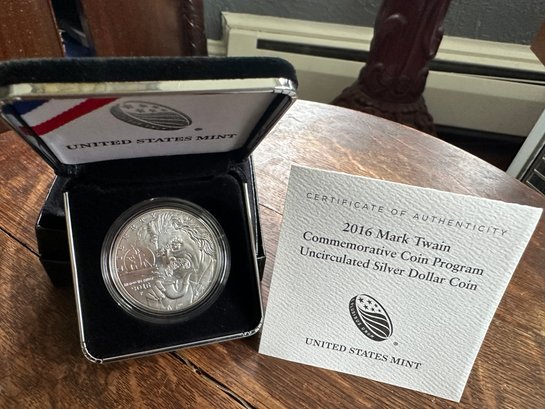 UNITED STATES MINT
2016
CERTIFICATE OF AUTHENTICITY
2016 Mark Twain
Commemorative Coin Program
Uncirculated Silver Dollar Coin
UNITED STATES MINT